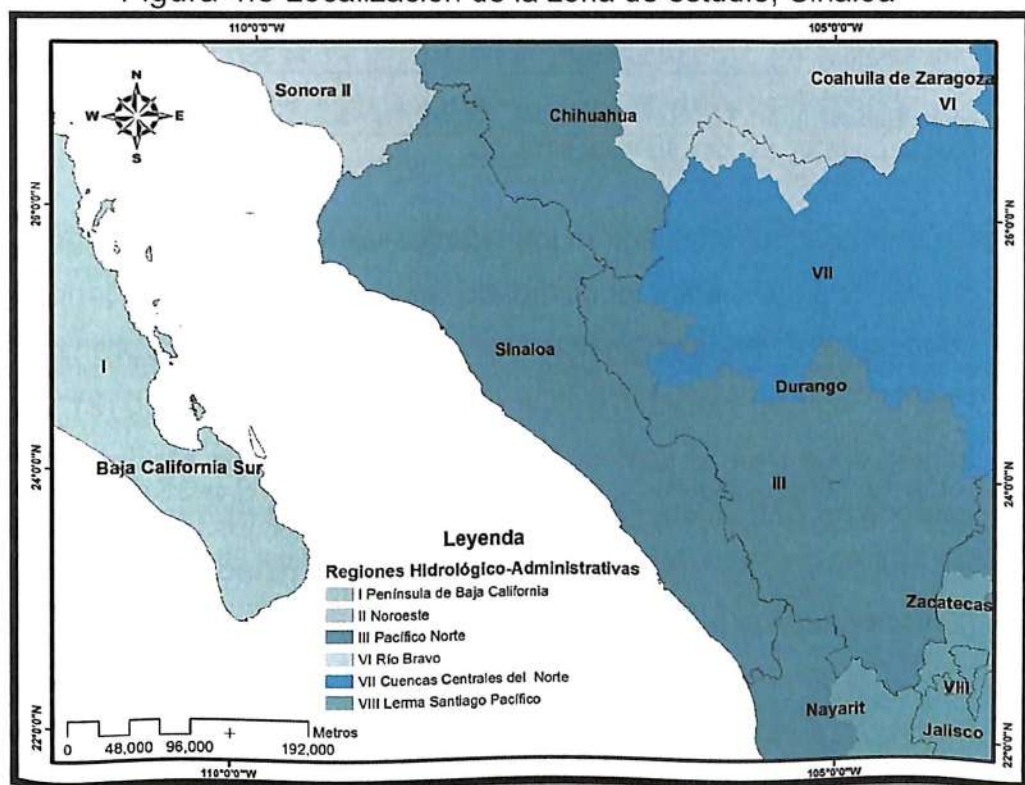 Figura Localización de la zona de estudio, Sinaloa
110°0'0"W 105°0'0"W
N
W E
S
Sonora II
Chihuahua
Coahuila de Zaragoza
VI
26°0'0"N
26°0'0"N
VII
Sinaloa
I
Durango
Baja California Sur
24°0'0"N
III
24°0'0"N
Leyenda
Regiones Hidrológico-Administrativas
I Península de Baja California
II Noroeste
III Pacífico Norte
VI Río Bravo
VII Cuencas Centrales del Norte
VIII Lerma Santiago Pacífico
Zacatecas
VIII
Nayarit
Jalisco
22°0'0"N
22°0'0"N
Metros
0 48,000 96,000 192,000
110°0'0"W 105°0'0"W